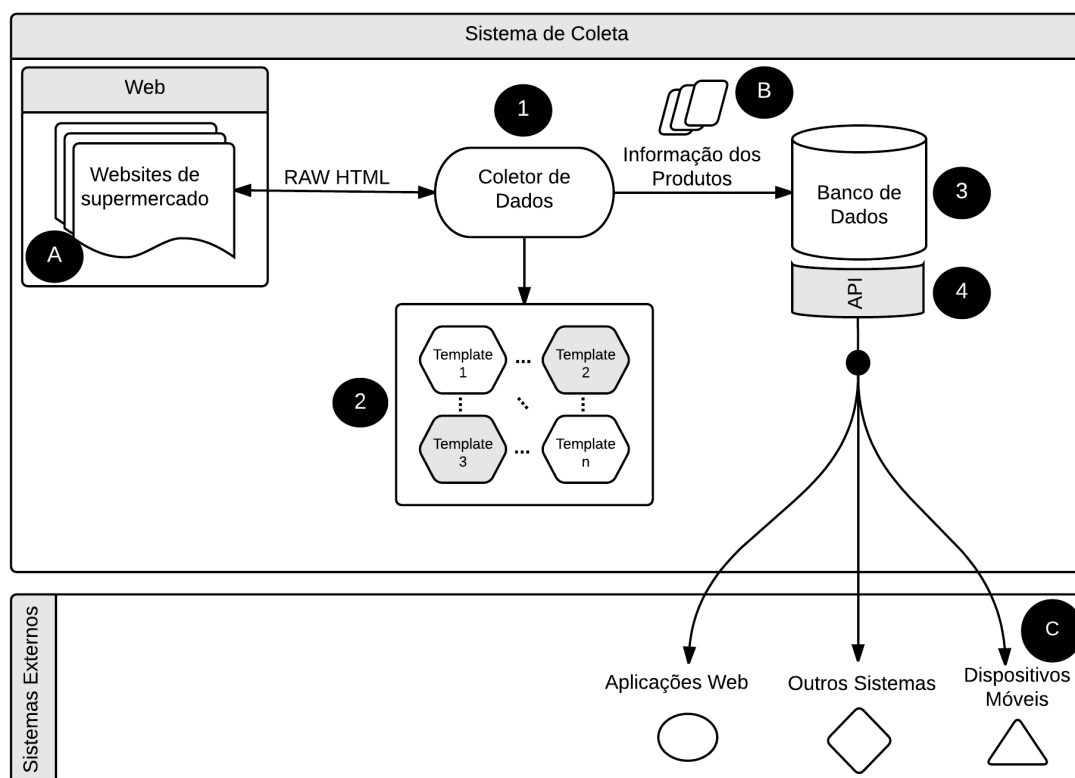 Sistema de Coleta
Web
1
B
Websites de
supermercado
A
RAW HTML
Coletor de
Dados
Informação dos
Produtos
Banco de
Dados
3
API
4
2
Template
1
...
Template
2
Template
3
...
Template
n
Sistemas Externos
C
Aplicações Web
Outros Sistemas
Dispositivos
Móveis